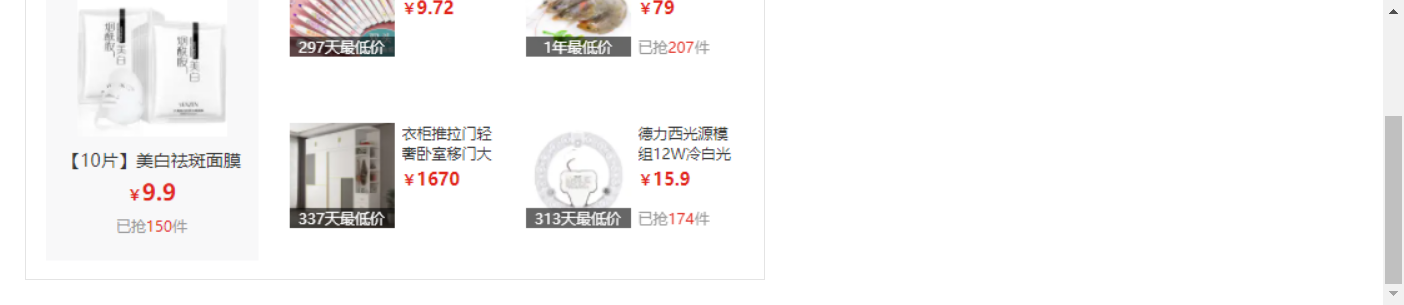 美白
烟酰胺
美白
烟酰胺
【10片】美白祛斑面膜
￥9.9
已抢150件
￥9.72
297天最低价
￥79
1年最低价
已抢207件
衣柜推拉门轻
奢卧室移门大
￥1670
337天最低价
德力西光源模
组12W冷白光
￥15.9
313天最低价
已抢174件